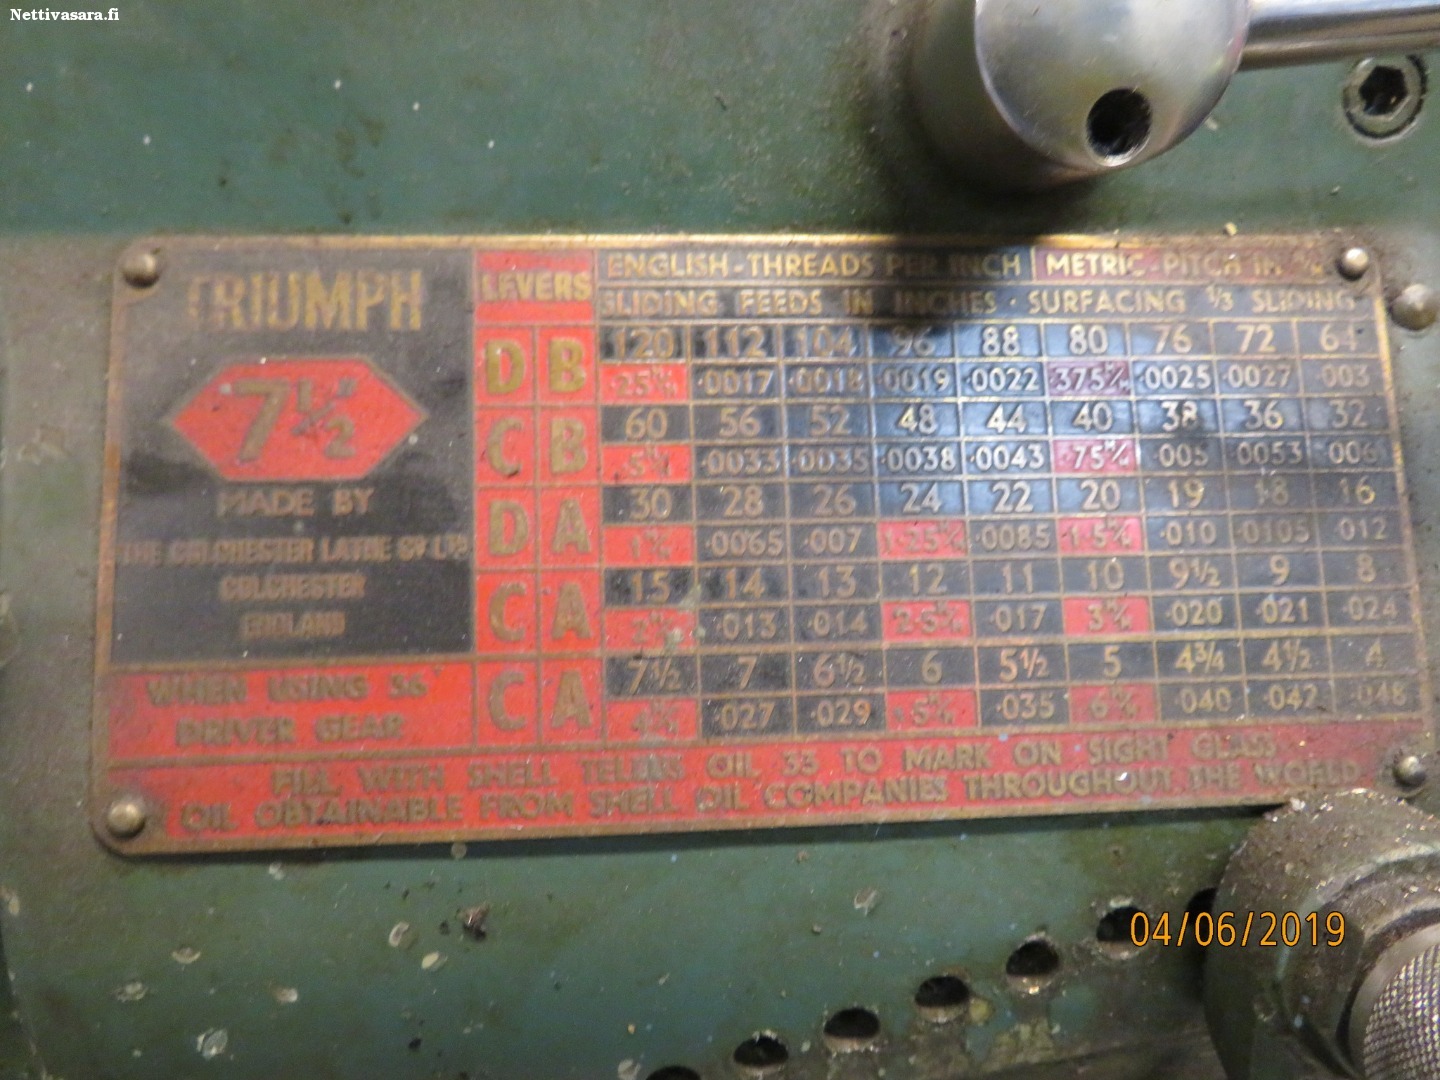 Nettivasara.fi
TRIUMPH
7½
MADE BY
THE COLCHESTER LATHE CO LTD
COLCHESTER
ENGLAND
WHEN USING 56
DRIVER GEAR
LEVERS
ENGLISH-THREADS PER INCH METRIC-PITCH IN M/M
SLIDING FEEDS IN INCHES · SURFACING ⅓ SLIDING
D B 120 112 104 96 88 80 76 72 64
·25 M/M ·0017 ·0018 ·0019 ·0022 ·375 M/M ·0025 ·0027 ·003
C B 60 56 52 48 44 40 38 36 32
·5 M/M ·0033 ·0035 ·0038 ·0043 ·75 M/M ·005 ·0053 ·006
D A 30 28 26 24 22 20 19 18 16
1 M/M ·0065 ·007 1·25 M/M ·0085 1·5 M/M ·010 ·0105 ·012
C A 15 14 13 12 11 10 9½ 9 8
2 M/M ·013 ·014 2·5 M/M ·017 3 M/M ·020 ·021 ·024
C A 7½ 7 6½ 6 5½ 5 4¾ 4½ 4
4 M/M ·027 ·029 5 M/M ·035 6 M/M ·040 ·042 ·048
FILL WITH SHELL TELLUS OIL 33 TO MARK ON SIGHT GLASS
OIL OBTAINABLE FROM SHELL OIL COMPANIES THROUGHOUT THE WORLD
04/06/2019